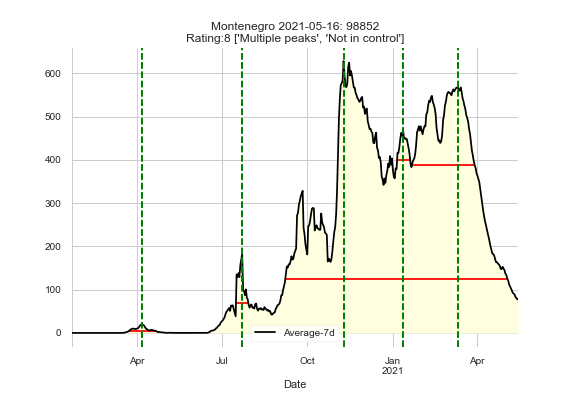 Montenegro 2021-05-16: 98852
Rating:8 ['Multiple peaks', 'Not in control']
600
500
400
300
200
100
0
Average-7d
Apr
Jul
Oct
Jan
2021
Apr
Date